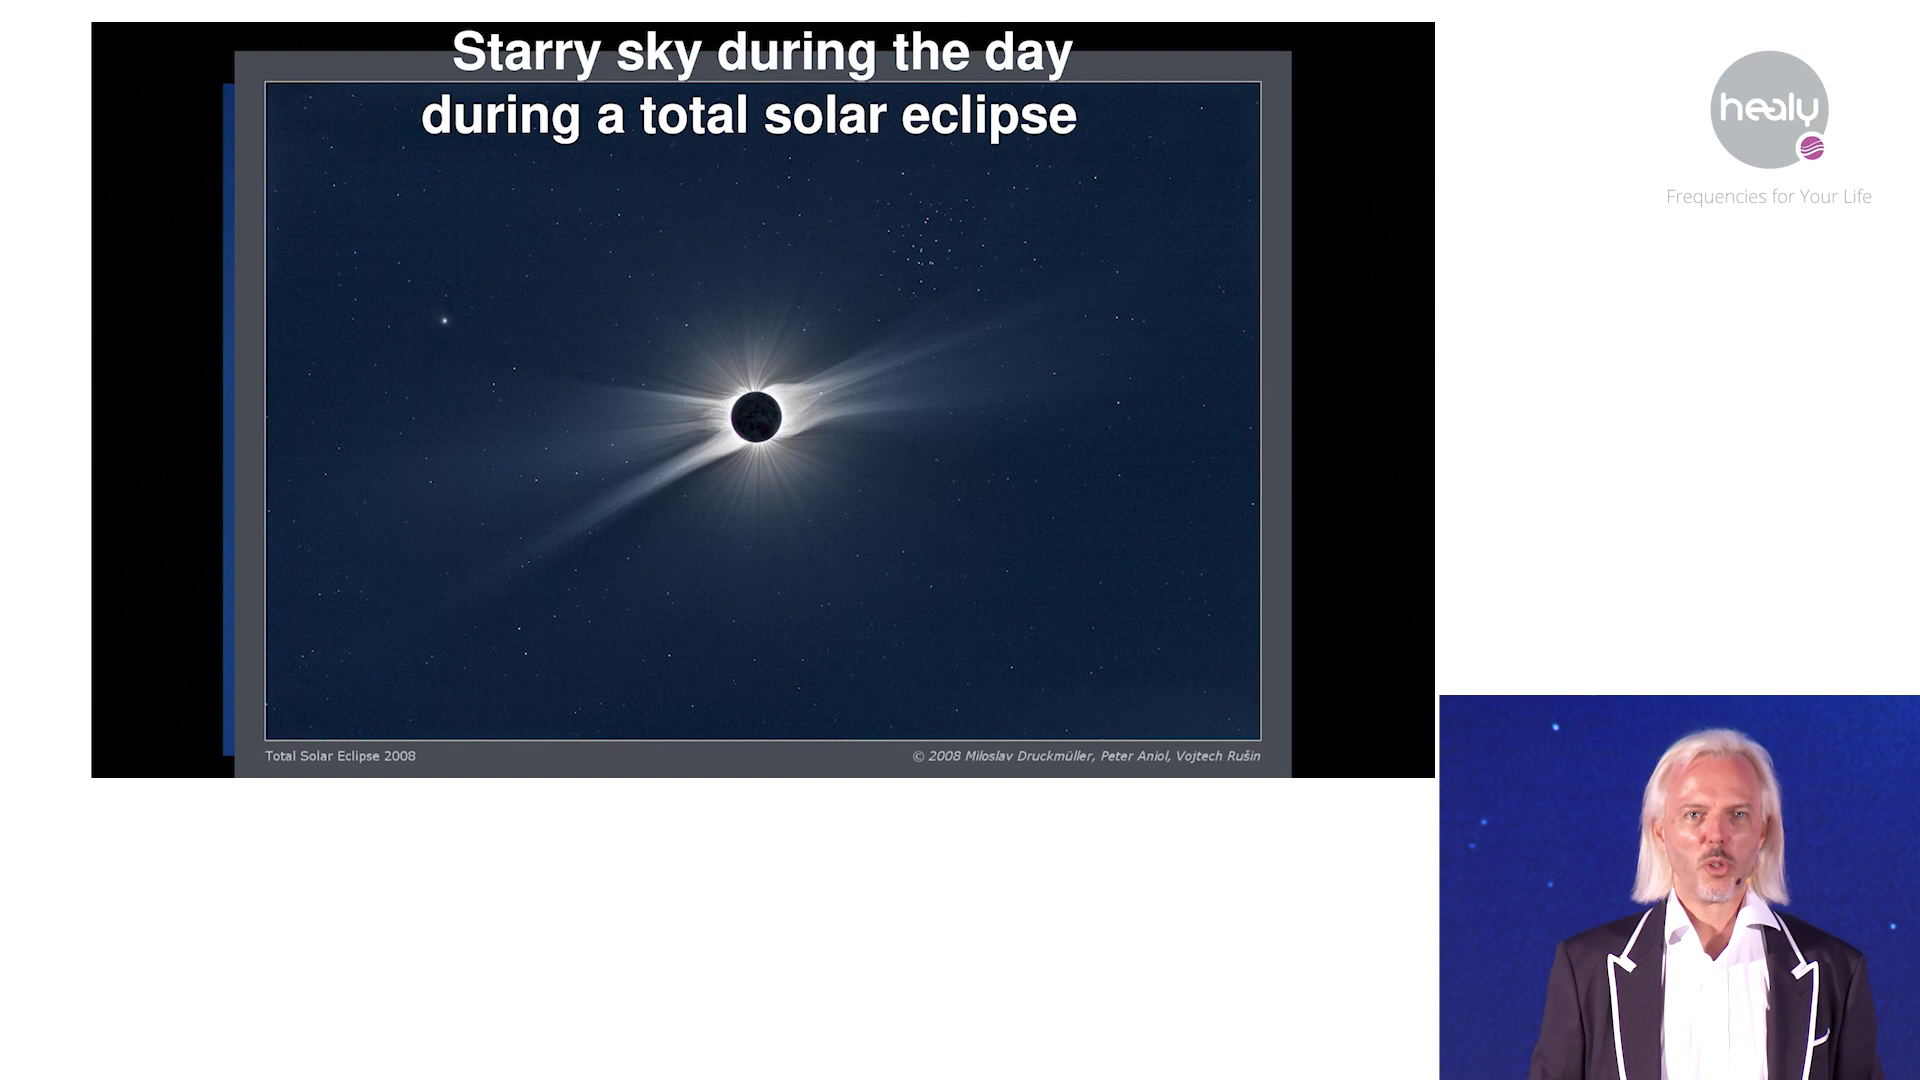 Starry sky during the day
during a total solar eclipse
healy
Frequencies for Your Life
Total Solar Eclipse 2008
© 2008 Miloslav Druckmüller, Peter Aniol, Vojtech Rušin